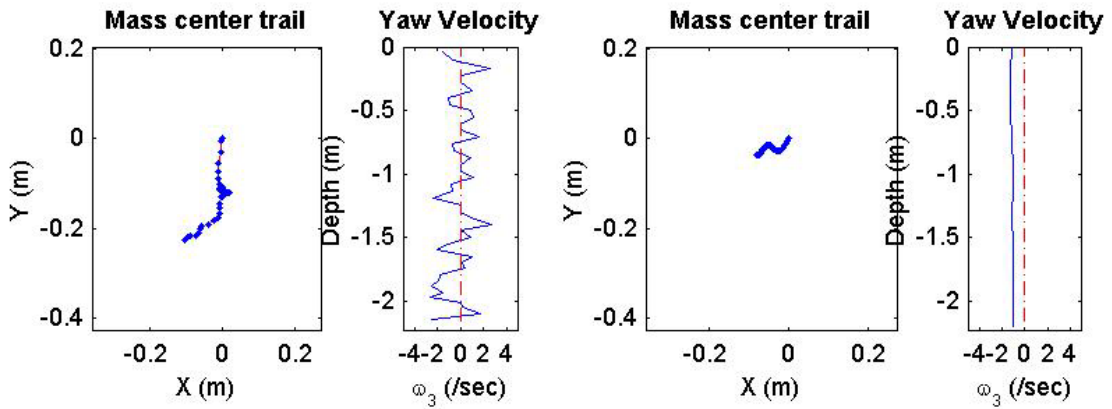 Mass center trail
Yaw Velocity
Mass center trail
Yaw Velocity
0.2
0
-0.2
-0.4
Y (m)
-0.2 0 0.2
X (m)
0
-0.5
-1
-1.5
-2
Depth (m)
-4 -2 0 2 4
ω_3 (/sec)
0.2
0
-0.2
-0.4
Y (m)
-0.2 0 0.2
X (m)
0
-0.5
-1
-1.5
-2
Depth (m)
-4 -2 0 2 4
ω_3 (/sec)